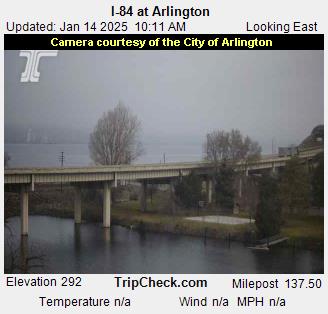 I-84 at Arlington
Updated: Jan 14 2025 10:11 AM Looking East
Camera courtesy of the City of Arlington
Elevation 292 TripCheck.com Milepost 137.50
Temperature n/a Wind n/a MPH n/a